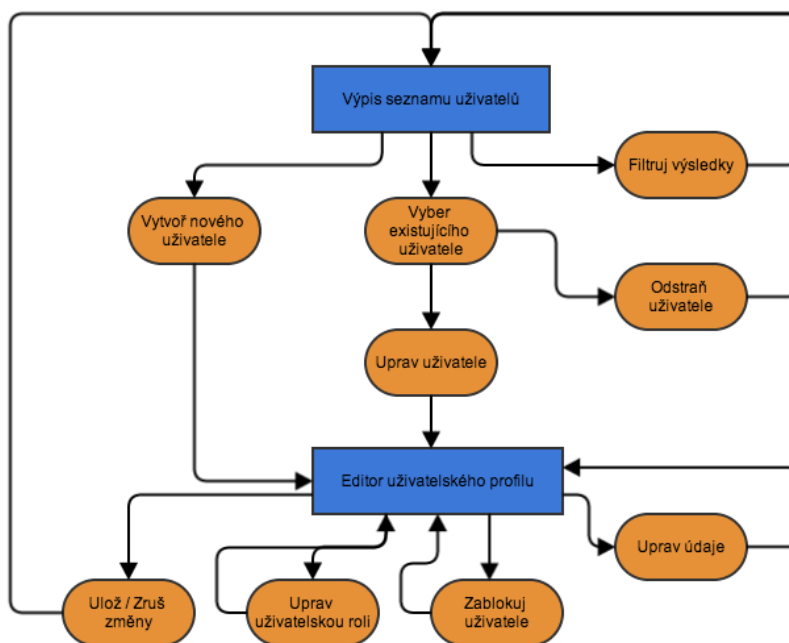 Výpis seznamu uživatelů
Filtruj výsledky
Vytvoř nového
uživatele
Vyber
existujícího
uživatele
Odstraň
uživatele
Uprav uživatele
Editor uživatelského profilu
Uprav údaje
Ulož / Zruš
změny
Uprav
uživatelskou roli
Zablokuj
uživatele